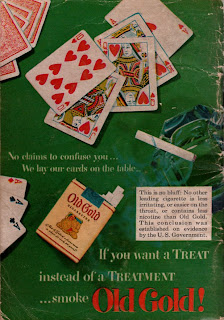 No claims to confuse you...
We lay our cards on the table...
This is no bluff: No other
leading cigarette is less
irritating, or easier on the
throat, or contains less
nicotine than Old Gold.
This conclusion was
established on evidence
by the U. S. Government.
Old Gold
CIGARETTES
If you want a TREAT
instead of a TREATMENT
...smoke Old Gold!